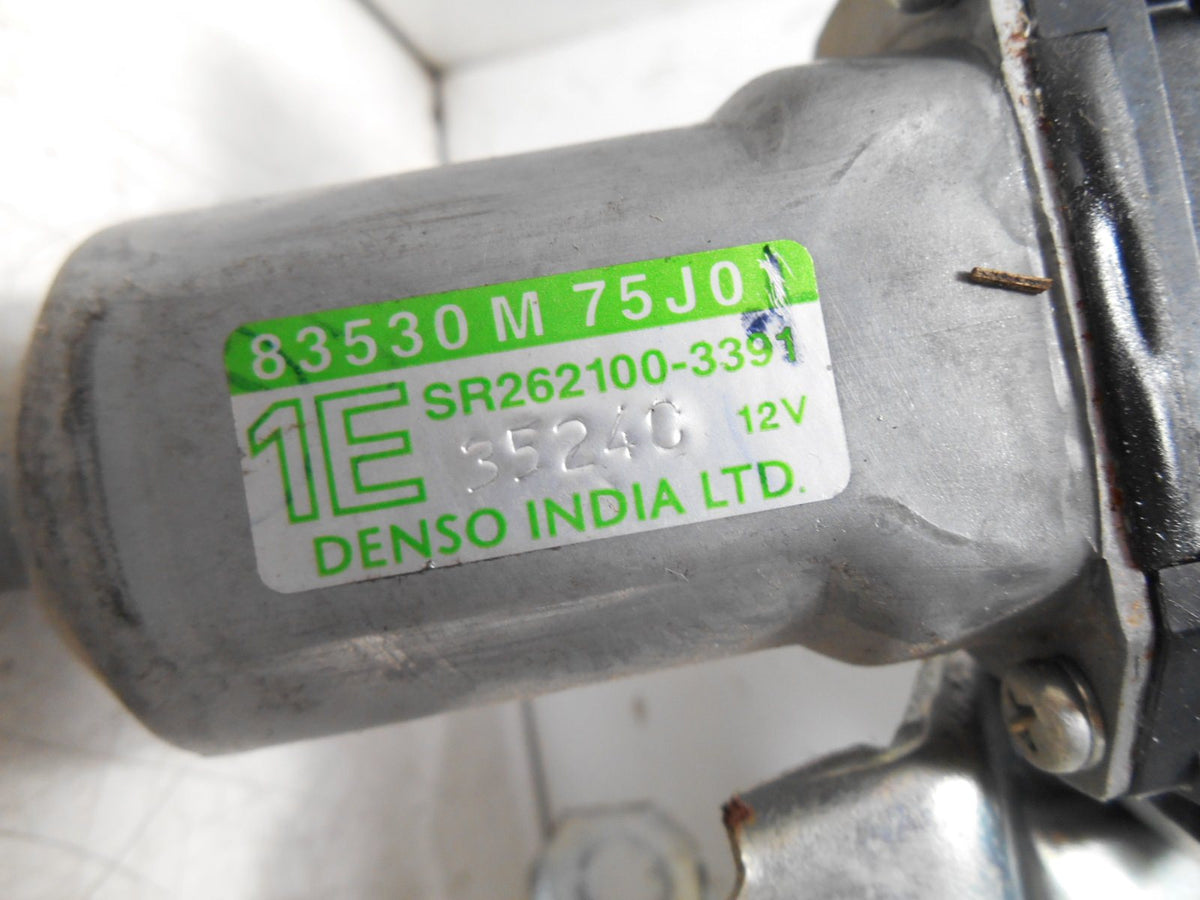 83530 M 75J01
1E
SR262100-3391
35240
12V
DENSO INDIA LTD.